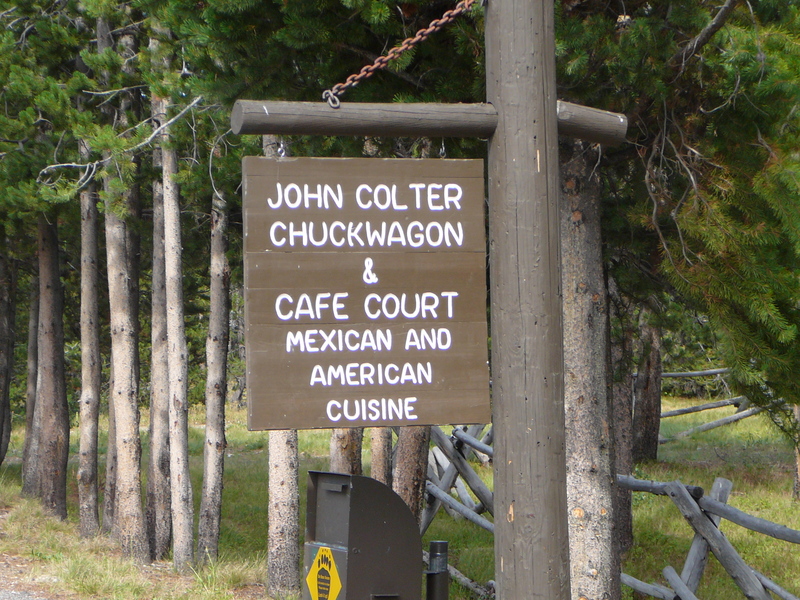 JOHN COLTER
CHUCKWAGON
&
CAFE COURT
MEXICAN AND
AMERICAN
CUISINE